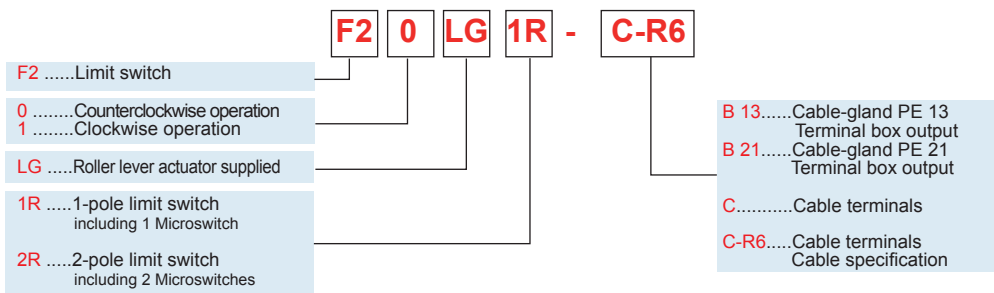 F2 0 LG 1R - C-R6
F2 ......Limit switch
0 ........Counterclockwise operation
1 ........Clockwise operation
LG .....Roller lever actuator supplied
1R .....1-pole limit switch
including 1 Microswitch
2R .....2-pole limit switch
including 2 Microswitches
B 13......Cable-gland PE 13
Terminal box output
B 21......Cable-gland PE 21
Terminal box output
C...........Cable terminals
C-R6.....Cable terminals
Cable specification